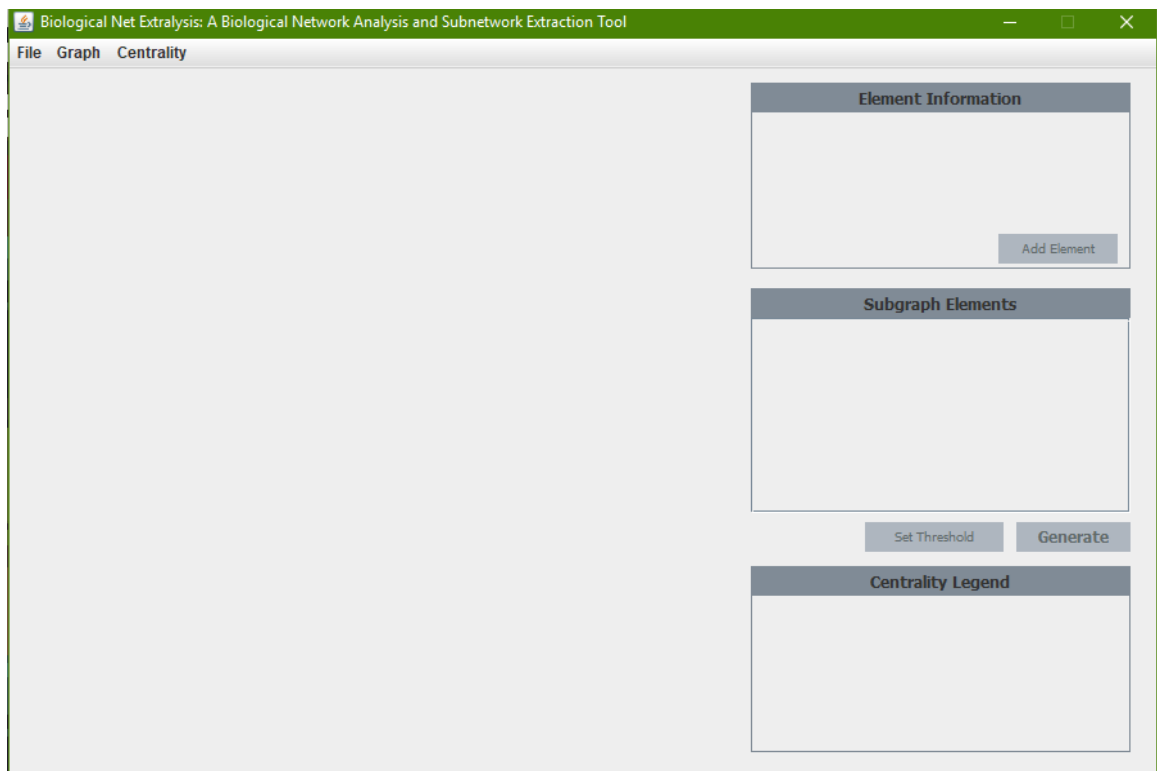 Biological Net Extralysis: A Biological Network Analysis and Subnetwork Extraction Tool
File Graph Centrality
Element Information
Add Element
Subgraph Elements
Set Threshold Generate
Centrality Legend